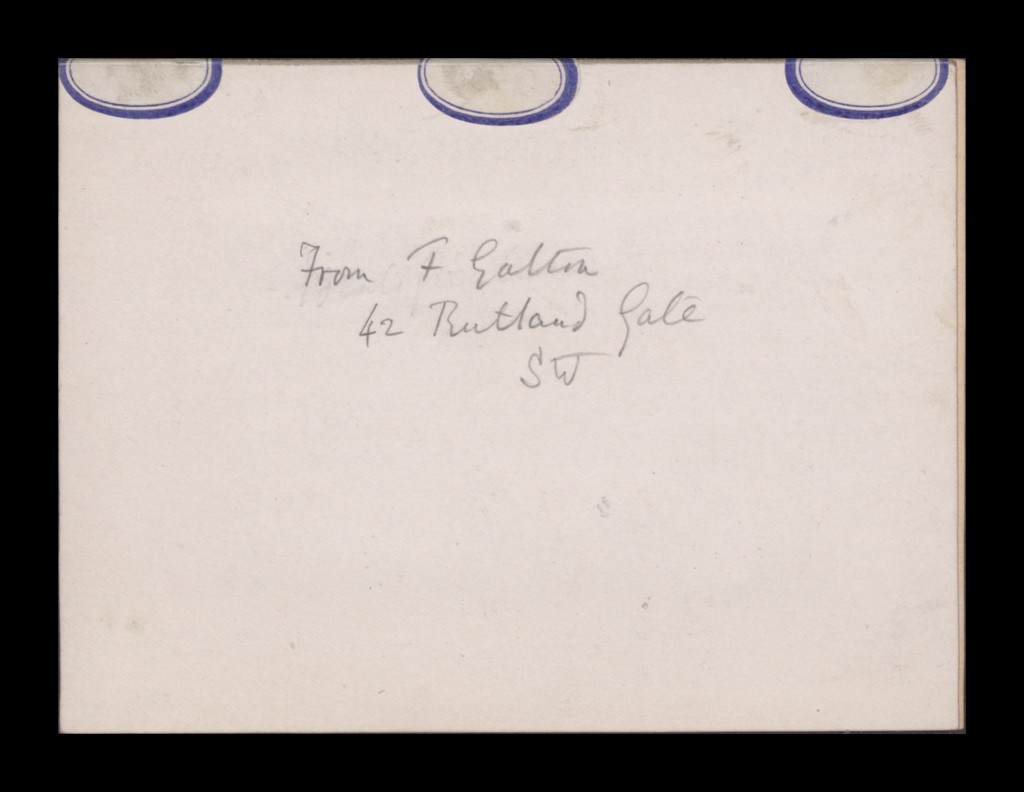 From F Galton
42 Rutland Gate
SW